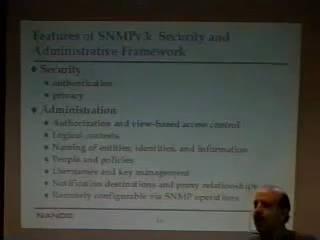 Features of SNMPv3: Security and
Administrative Framework
Security
authentication
privacy
Administration
Authorization and view-based access control
Logical contexts
Naming of entities, identities, and information
People and policies
Usernames and key management
Notification destinations and proxy relationships
Remotely configurable via SNMP operations
NANOG